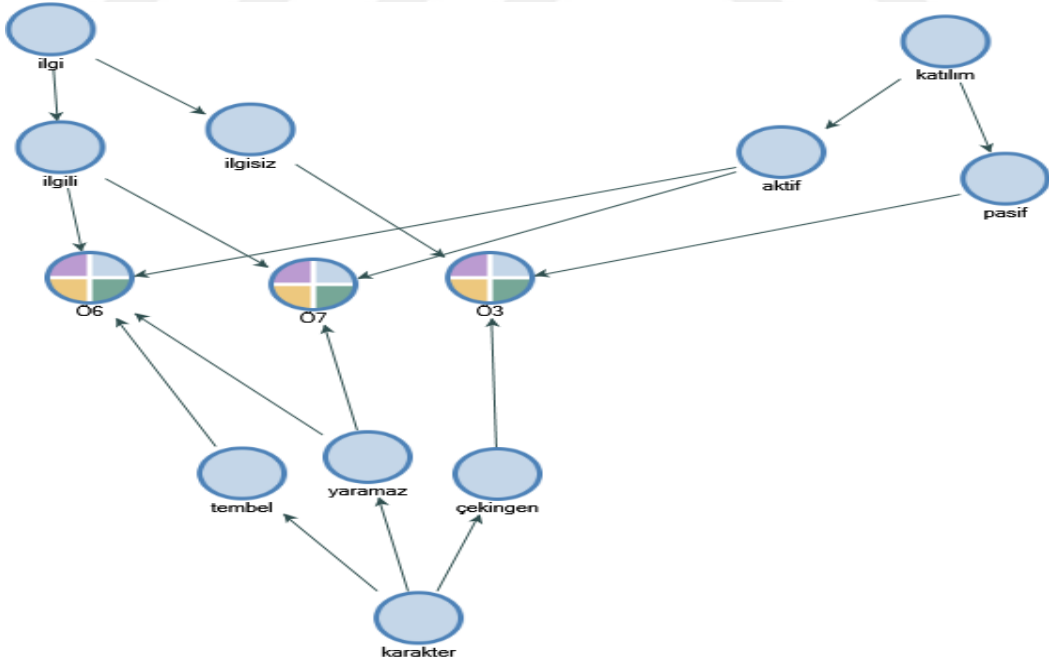 ilgi
katılım
ilgisiz
ilgili
aktif
pasif
Ö6
Ö7
Ö3
tembel
yaramaz
çekingen
karakter